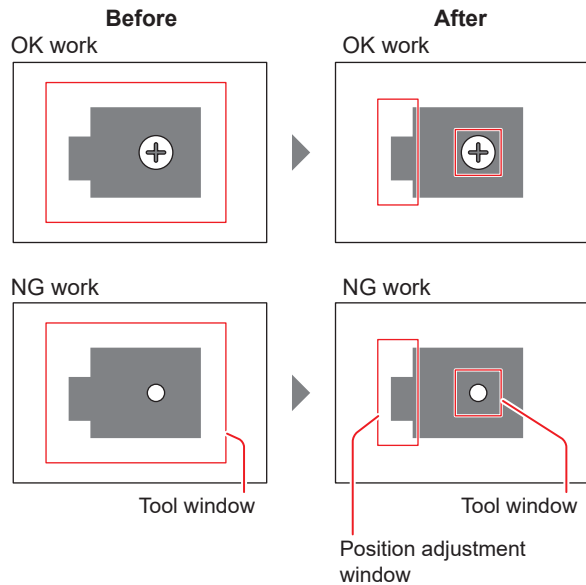 Before
After
OK work
OK work
NG work
NG work
Tool window
Tool window
Position adjustment
window